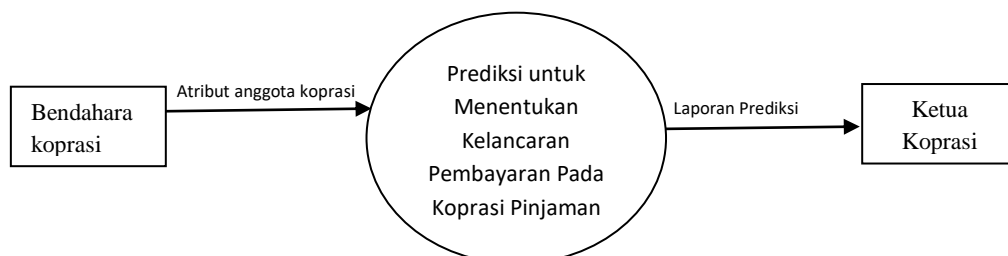 Bendahara
koprasi
Atribut anggota koprasi
Prediksi untuk
Menentukan
Kelancaran
Pembayaran Pada
Koprasi Pinjaman
Laporan Prediksi
Ketua
Koprasi